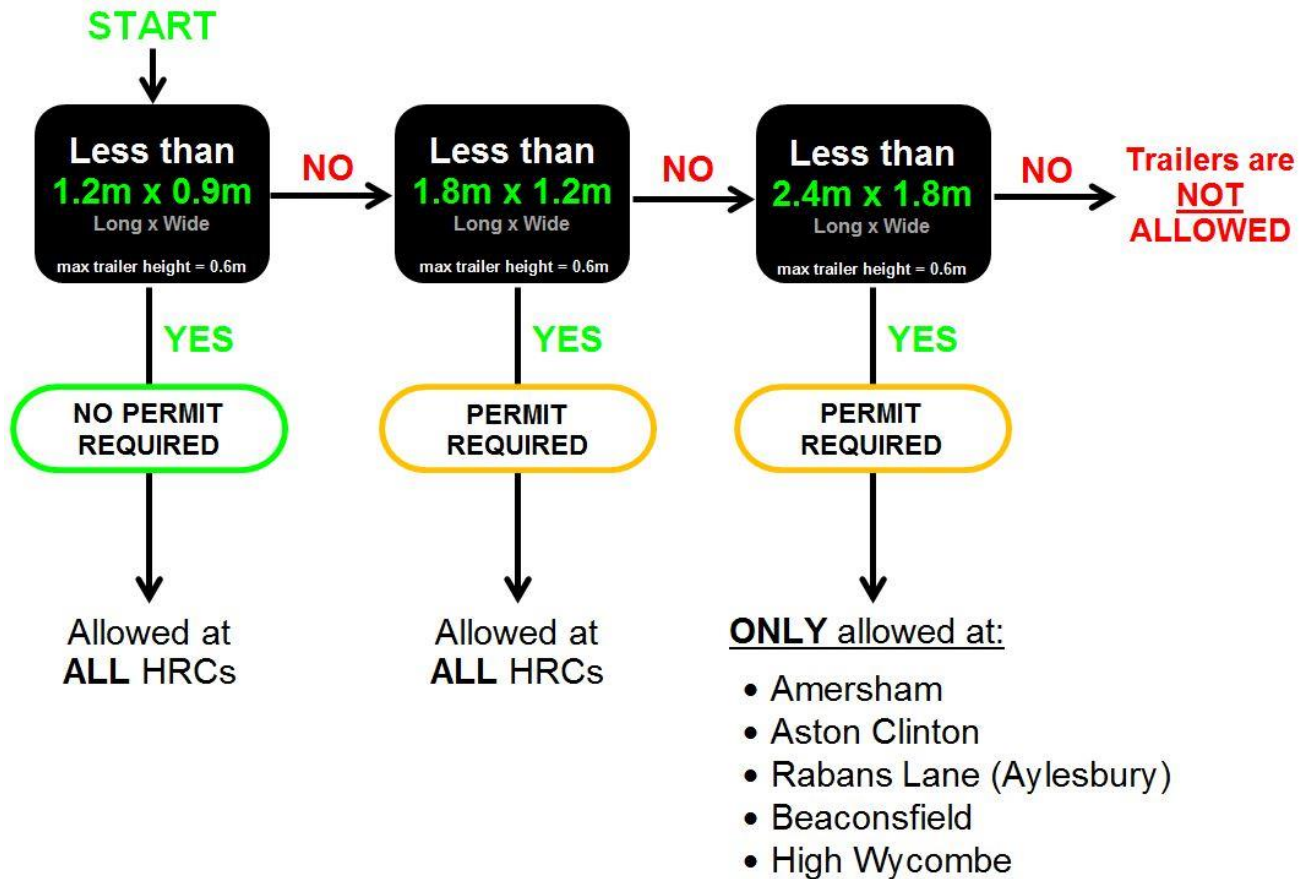 START
Less than
1.2m x 0.9m
Long x Wide
max trailer height = 0.6m
NO
Less than
1.8m x 1.2m
Long x Wide
max trailer height = 0.6m
NO
Less than
2.4m x 1.8m
Long x Wide
max trailer height = 0.6m
NO
Trailers are
NOT
ALLOWED
YES
NO PERMIT
REQUIRED
Allowed at
ALL HRCs
YES
PERMIT
REQUIRED
Allowed at
ALL HRCs
YES
PERMIT
REQUIRED
ONLY allowed at:
• Amersham
• Aston Clinton
• Rabans Lane (Aylesbury)
• Beaconsfield
• High Wycombe